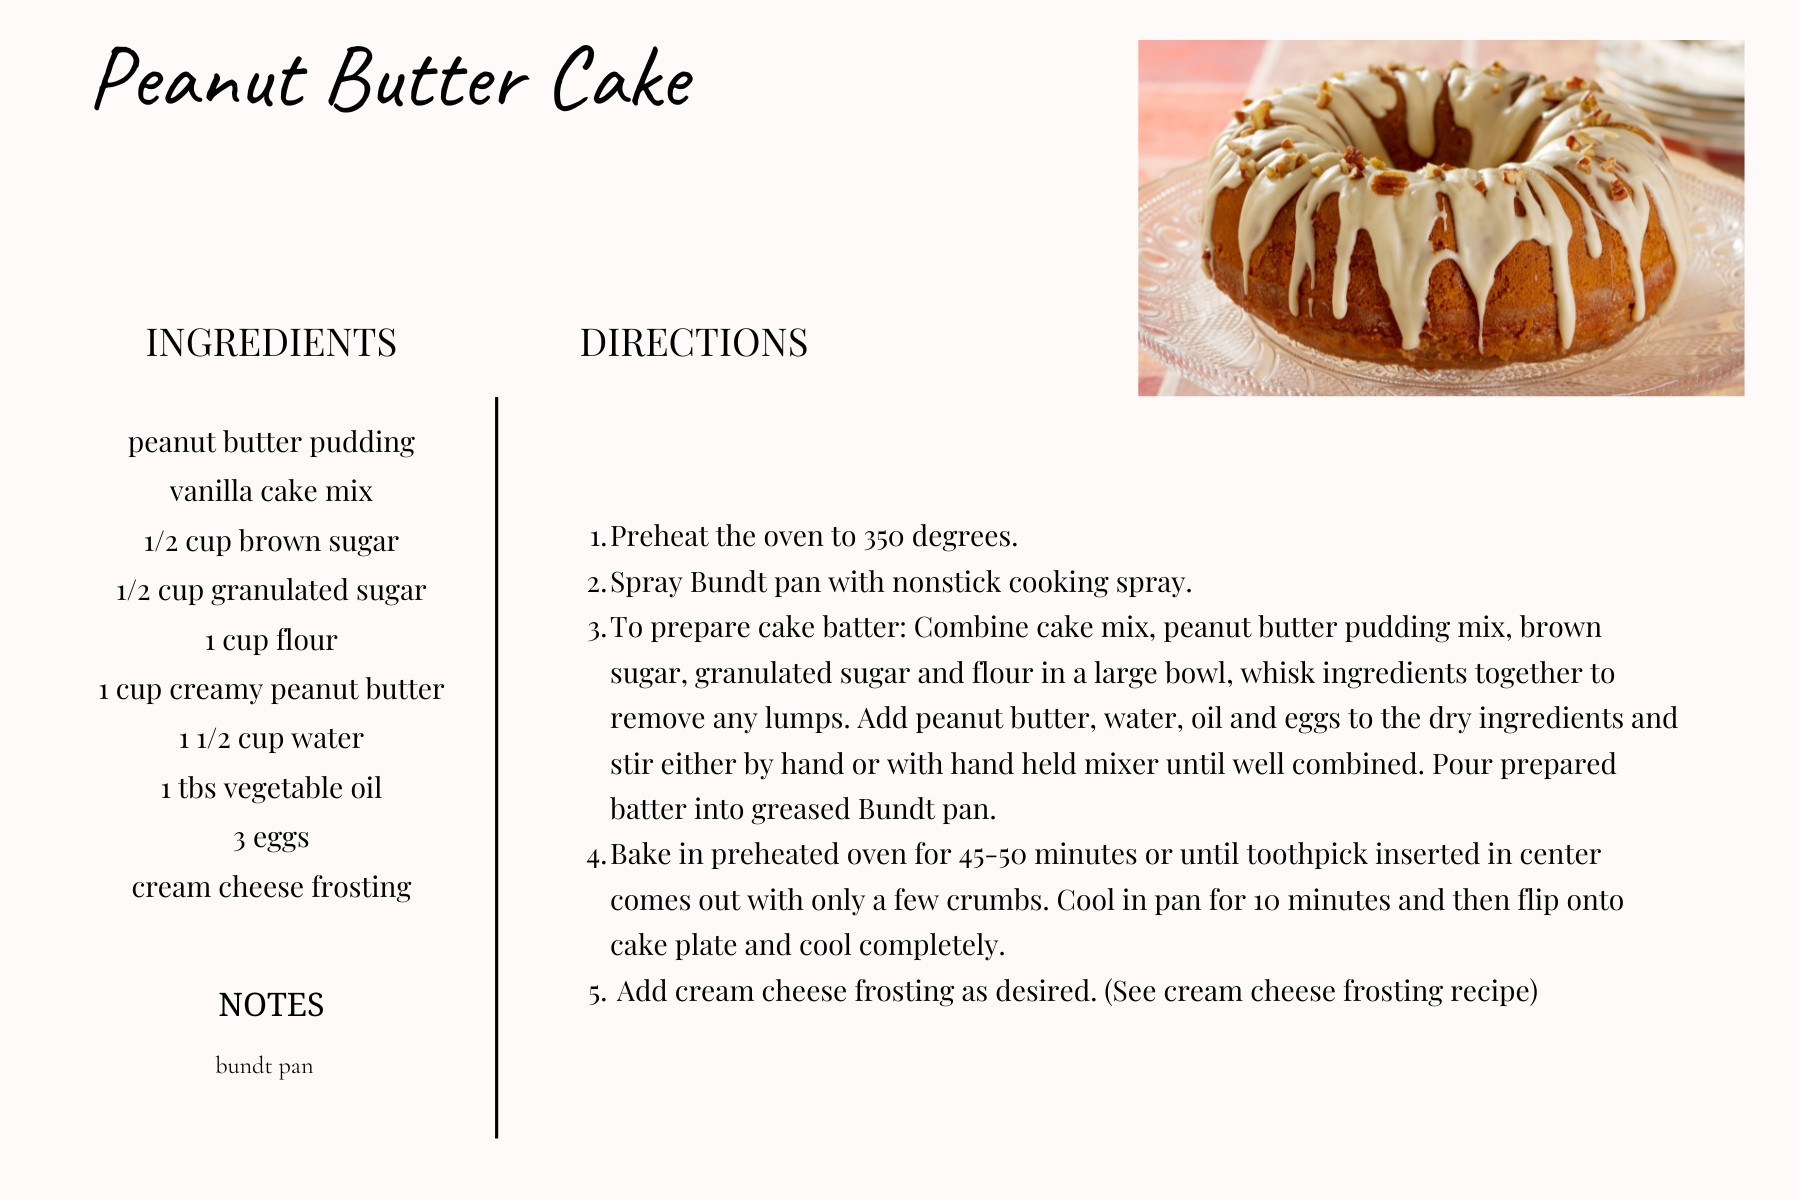 Peanut Butter Cake
INGREDIENTS
peanut butter pudding
vanilla cake mix
1/2 cup brown sugar
1/2 cup granulated sugar
1 cup flour
1 cup creamy peanut butter
1 1/2 cup water
1 tbs vegetable oil
3 eggs
cream cheese frosting
NOTES
bundt pan
DIRECTIONS
1. Preheat the oven to 350 degrees.
2. Spray Bundt pan with nonstick cooking spray.
3. To prepare cake batter: Combine cake mix, peanut butter pudding mix, brown
sugar, granulated sugar and flour in a large bowl, whisk ingredients together to
remove any lumps. Add peanut butter, water, oil and eggs to the dry ingredients and
stir either by hand or with hand held mixer until well combined. Pour prepared
batter into greased Bundt pan.
4. Bake in preheated oven for 45-50 minutes or until toothpick inserted in center
comes out with only a few crumbs. Cool in pan for 10 minutes and then flip onto
cake plate and cool completely.
5. Add cream cheese frosting as desired. (See cream cheese frosting recipe)